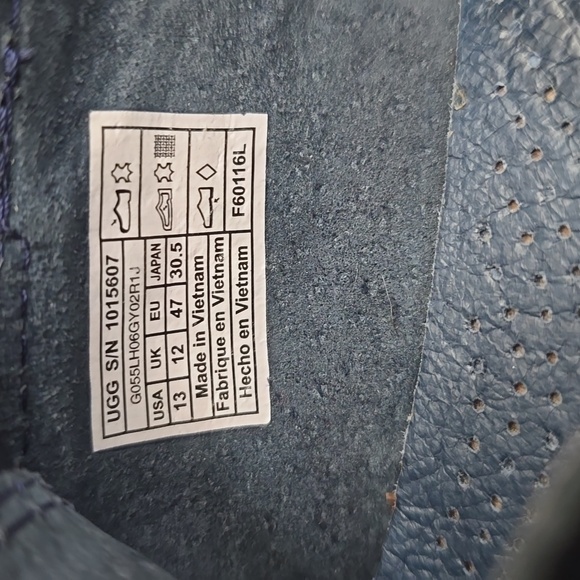 UGG S/N 1015607
G055LH06GY02R1J
USA UK EU JAPAN
13 12 47 30.5
Made in Vietnam
Fabrique en Vietnam
Hecho en Vietnam F60116L